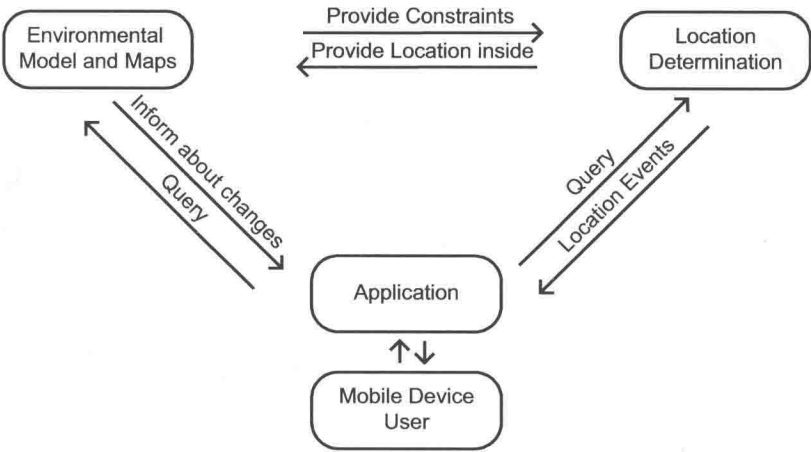 Environmental
Model and Maps
Provide Constraints
Provide Location inside
Location
Determination
Inform about changes
Query
Query
Location Events
Application
Mobile Device
User